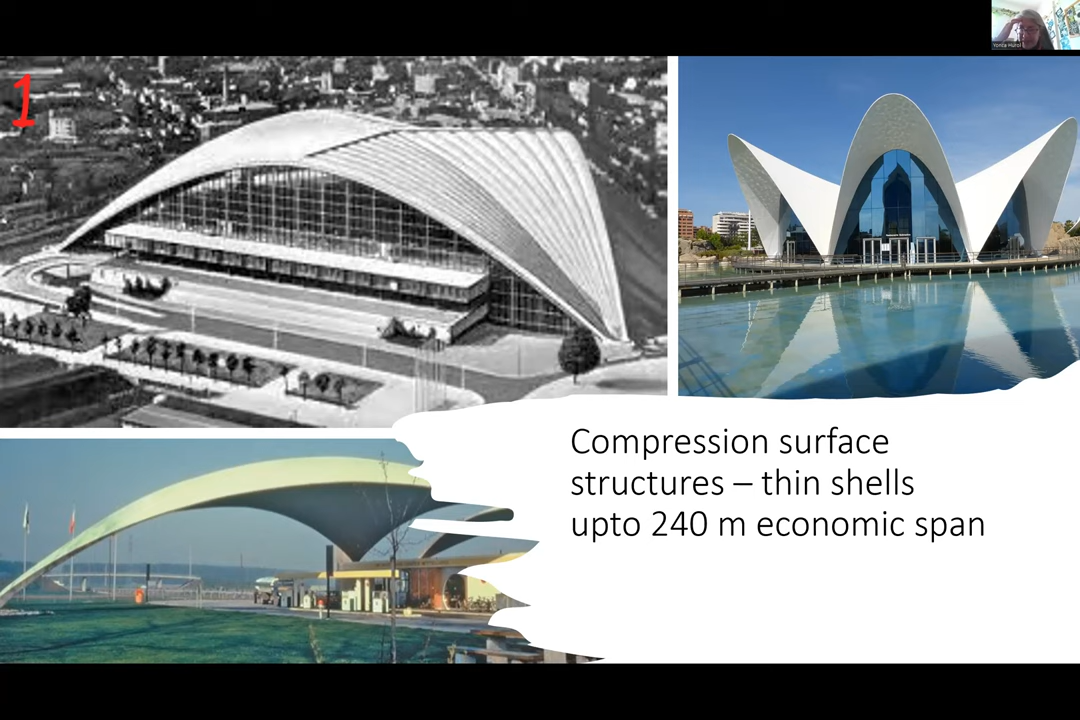 1
Compression surface
structures – thin shells
upto 240 m economic span